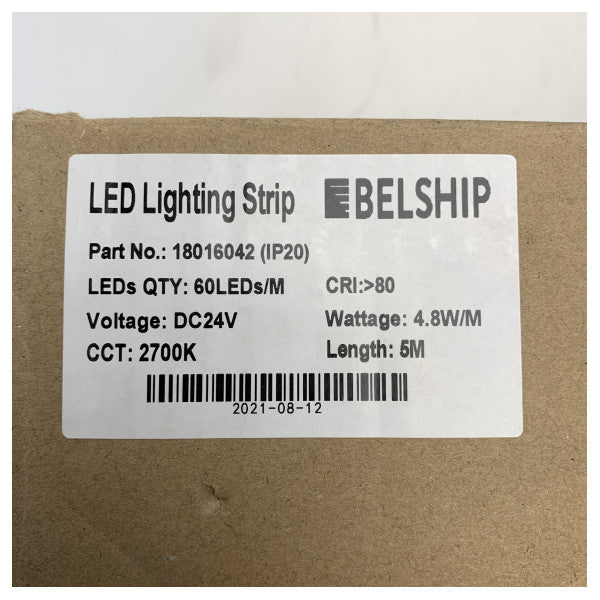 LED Lighting Strip BELSHIP
Part No.: 18016042 (IP20)
LEDs QTY: 60LEDs/M CRI:>80
Voltage: DC24V Wattage: 4.8W/M
CCT: 2700K Length: 5M
2021-08-12